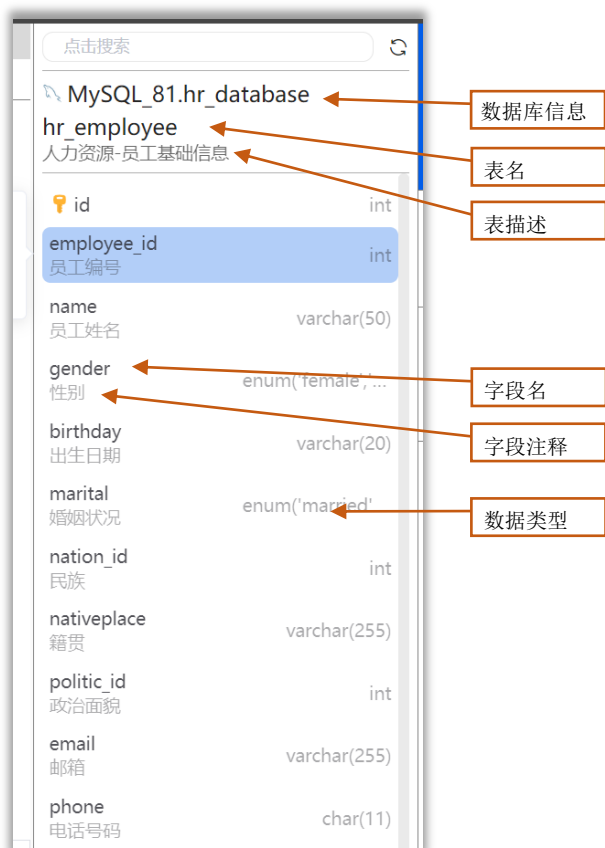 点击搜索
MySQL_81.hr_database
数据库信息
hr_employee
表名
人力资源-员工基础信息
表描述
id
int
employee_id
员工编号
int
name
员工姓名
varchar(50)
gender
性别
enum('female','...
字段名
字段注释
birthday
出生日期
varchar(20)
marital
婚姻状况
enum('married'
数据类型
nation_id
民族
int
nativeplace
籍贯
varchar(255)
politic_id
政治面貌
int
email
邮箱
varchar(255)
phone
电话号码
char(11)